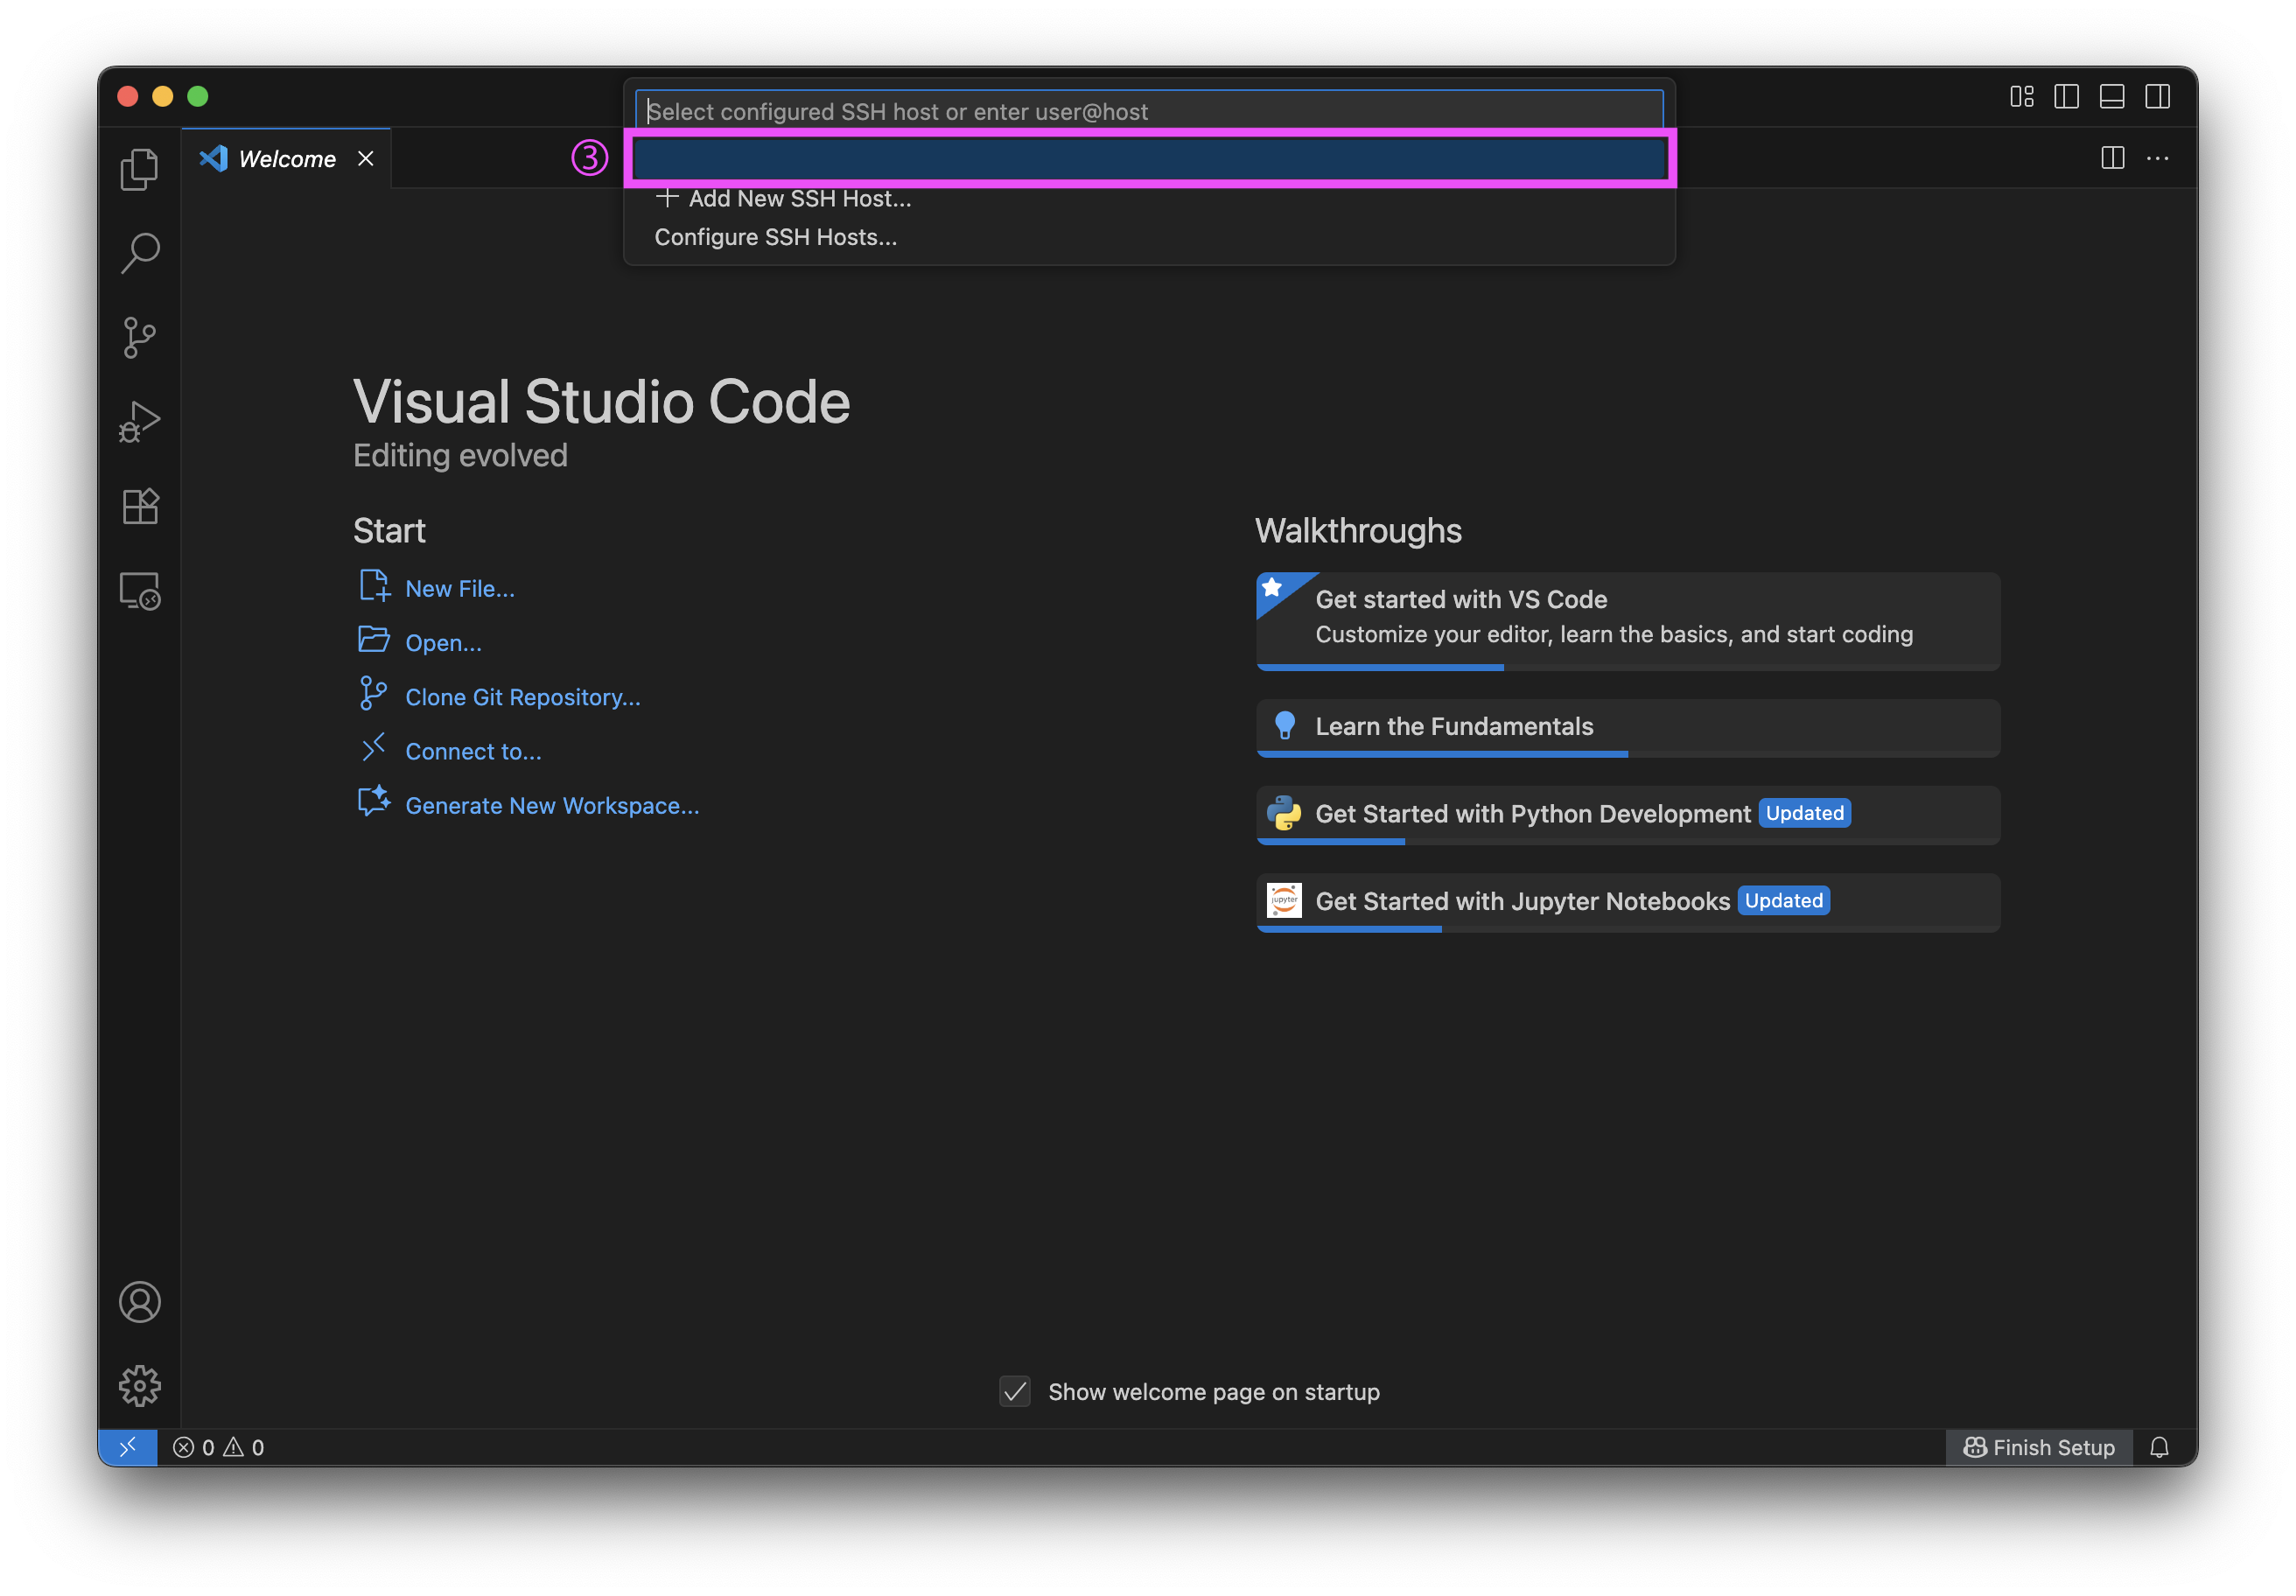 Select configured SSH host or enter user@host
Welcome
③
Add New SSH Host...
Configure SSH Hosts...
Visual Studio Code
Editing evolved
Start
New File...
Open...
Clone Git Repository...
Connect to...
Generate New Workspace...
Walkthroughs
Get started with VS Code
Customize your editor, learn the basics, and start coding
Learn the Fundamentals
Get Started with Python Development Updated
jupyter
Get Started with Jupyter Notebooks Updated
Show welcome page on startup
0 0
Finish Setup